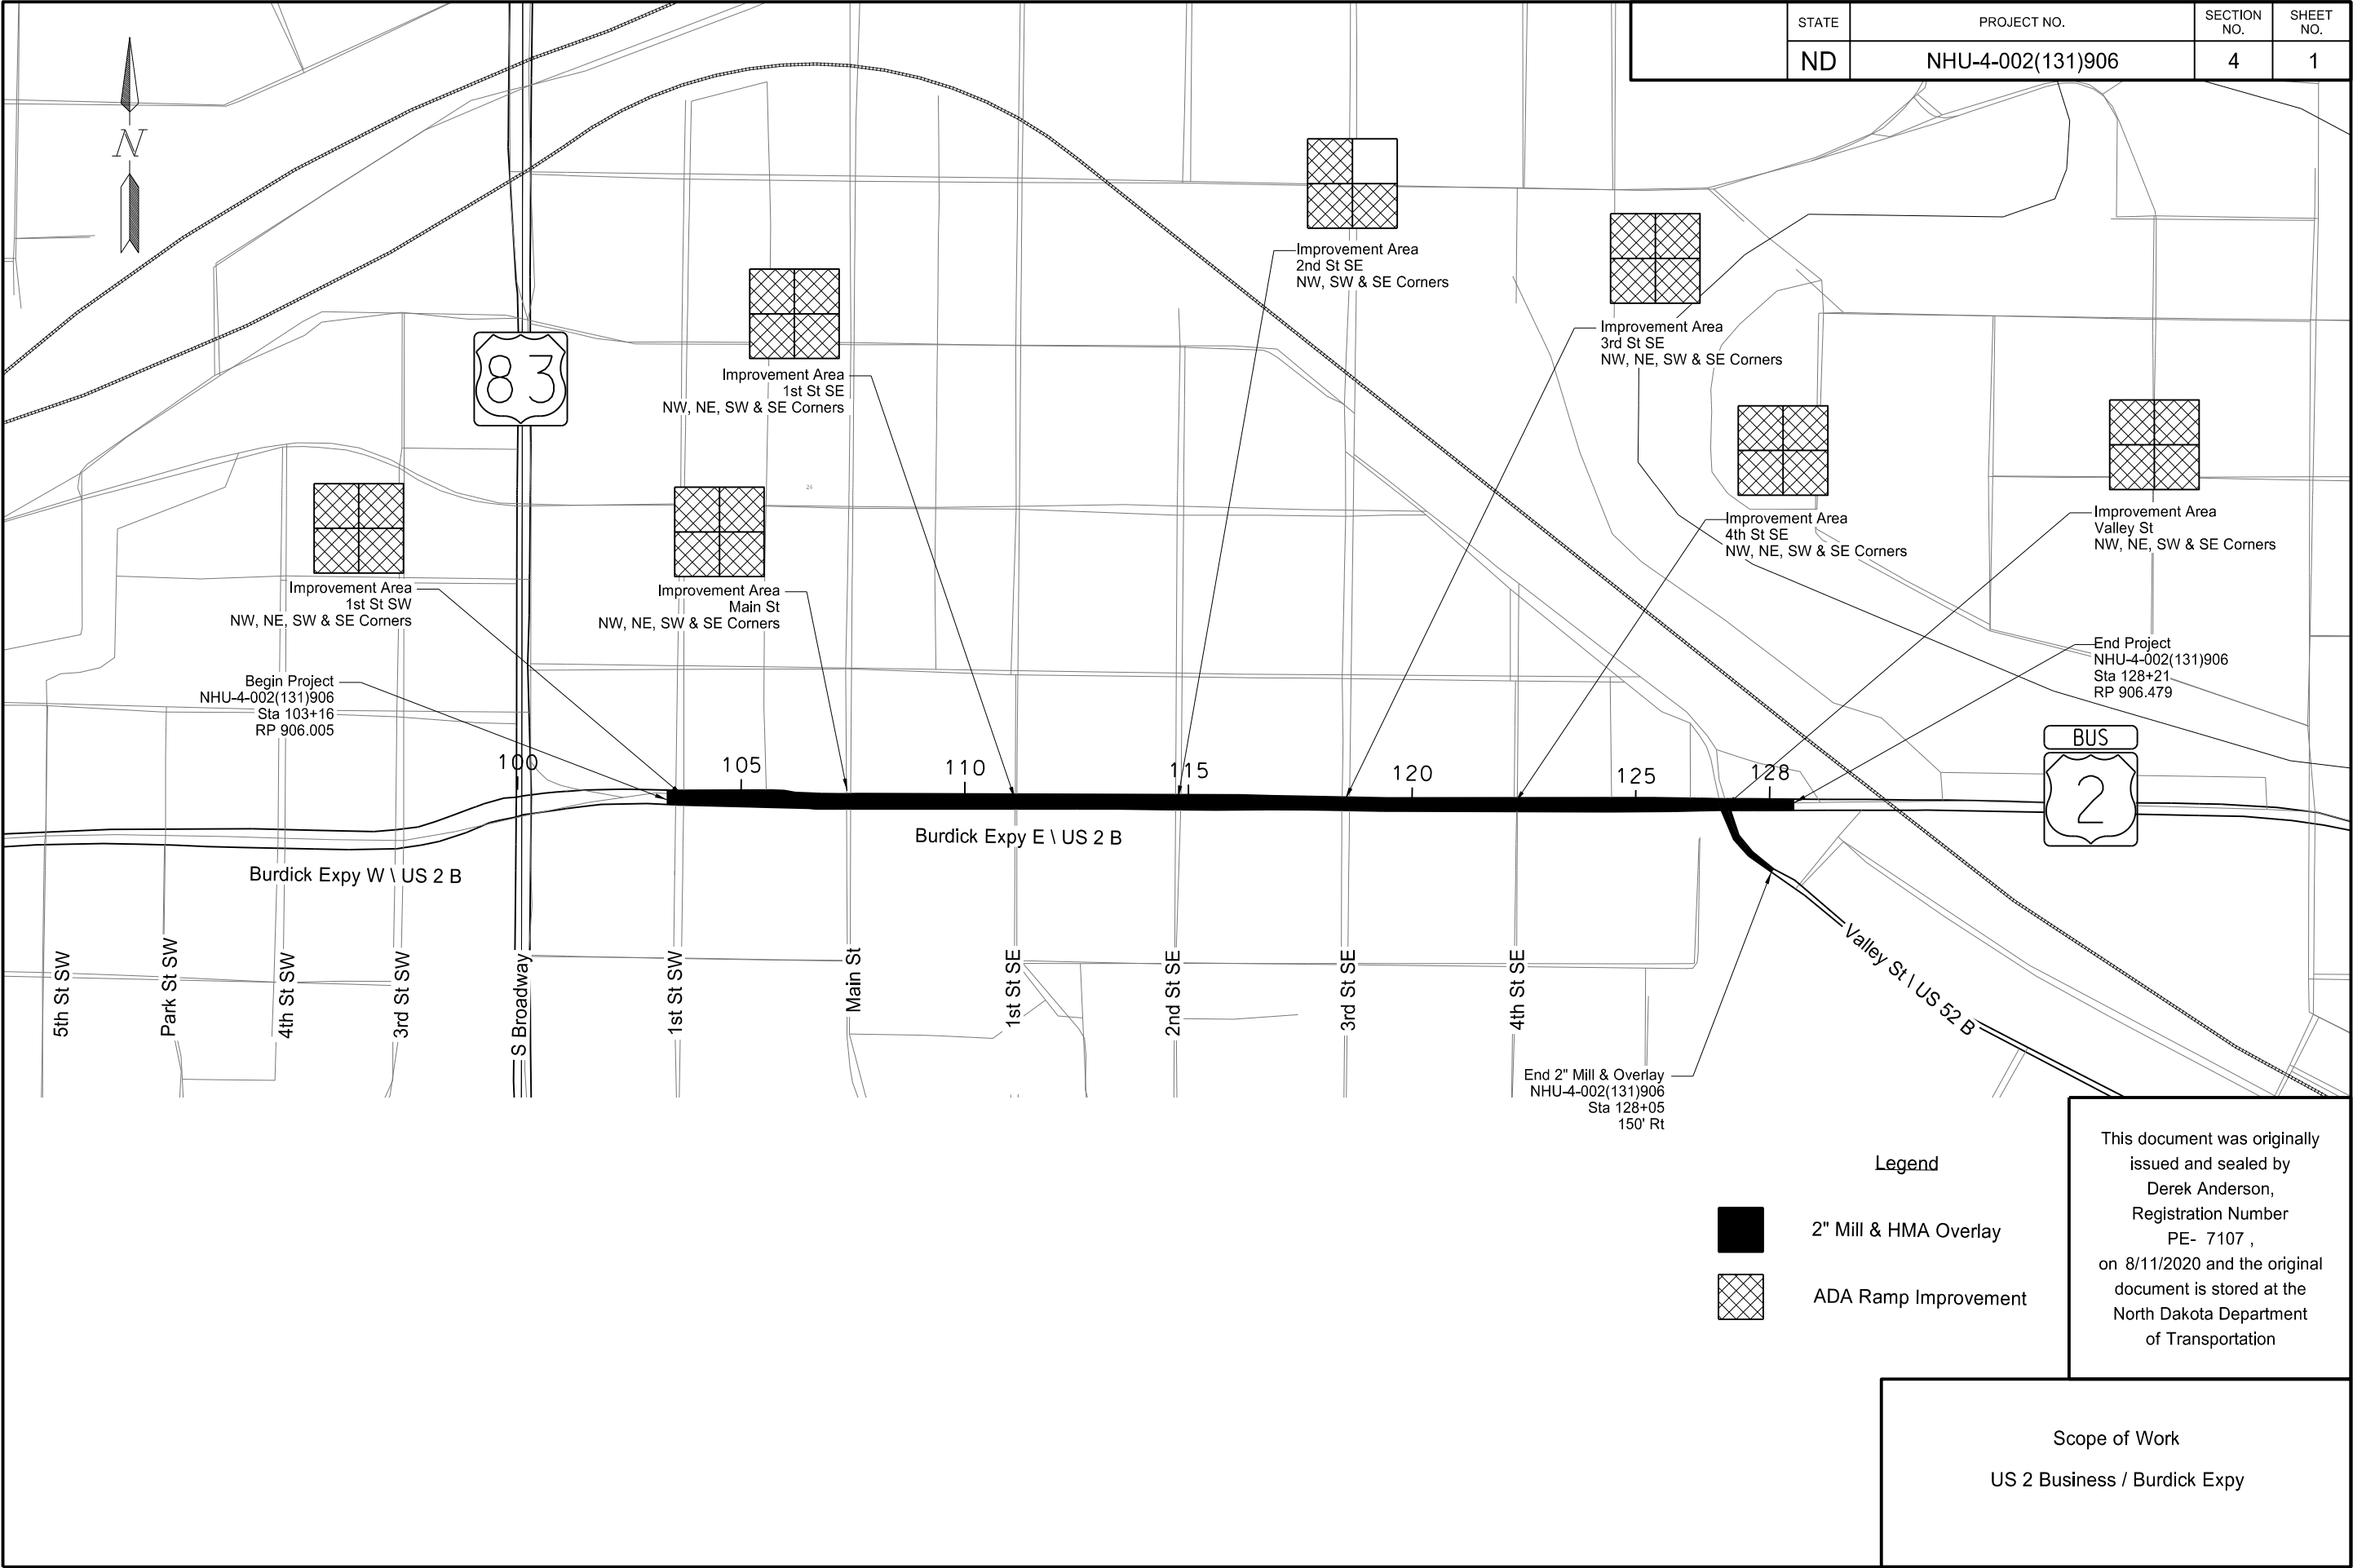 STATE
PROJECT NO.
SECTION
NO.
SHEET
NO.
ND
NHU-4-002(131)906
4
1
N
83
Improvement Area
2nd St SE
NW, SW & SE Corners
Improvement Area
3rd St SE
NW, NE, SW & SE Corners
Improvement Area
1st St SE
NW, NE, SW & SE Corners
Improvement Area
4th St SE
NW, NE, SW & SE Corners
Improvement Area
Valley St
NW, NE, SW & SE Corners
Improvement Area
1st St SW
NW, NE, SW & SE Corners
Improvement Area
Main St
NW, NE, SW & SE Corners
24
Begin Project
NHU-4-002(131)906
Sta 103+16
RP 906.005
End Project
NHU-4-002(131)906
Sta 128+21
RP 906.479
BUS
2
100
105
110
115
120
125
128
Burdick Expy E \ US 2 B
Burdick Expy W \ US 2 B
5th St SW
Park St SW
4th St SW
3rd St SW
S Broadway
1st St SW
Main St
1st St SE
2nd St SE
3rd St SE
4th St SE
Valley St \ US 52 B
End 2" Mill & Overlay
NHU-4-002(131)906
Sta 128+05
150' Rt
Legend
2" Mill & HMA Overlay
ADA Ramp Improvement
This document was originally
issued and sealed by
Derek Anderson,
Registration Number
PE- 7107 ,
on 8/11/2020 and the original
document is stored at the
North Dakota Department
of Transportation
Scope of Work
US 2 Business / Burdick Expy